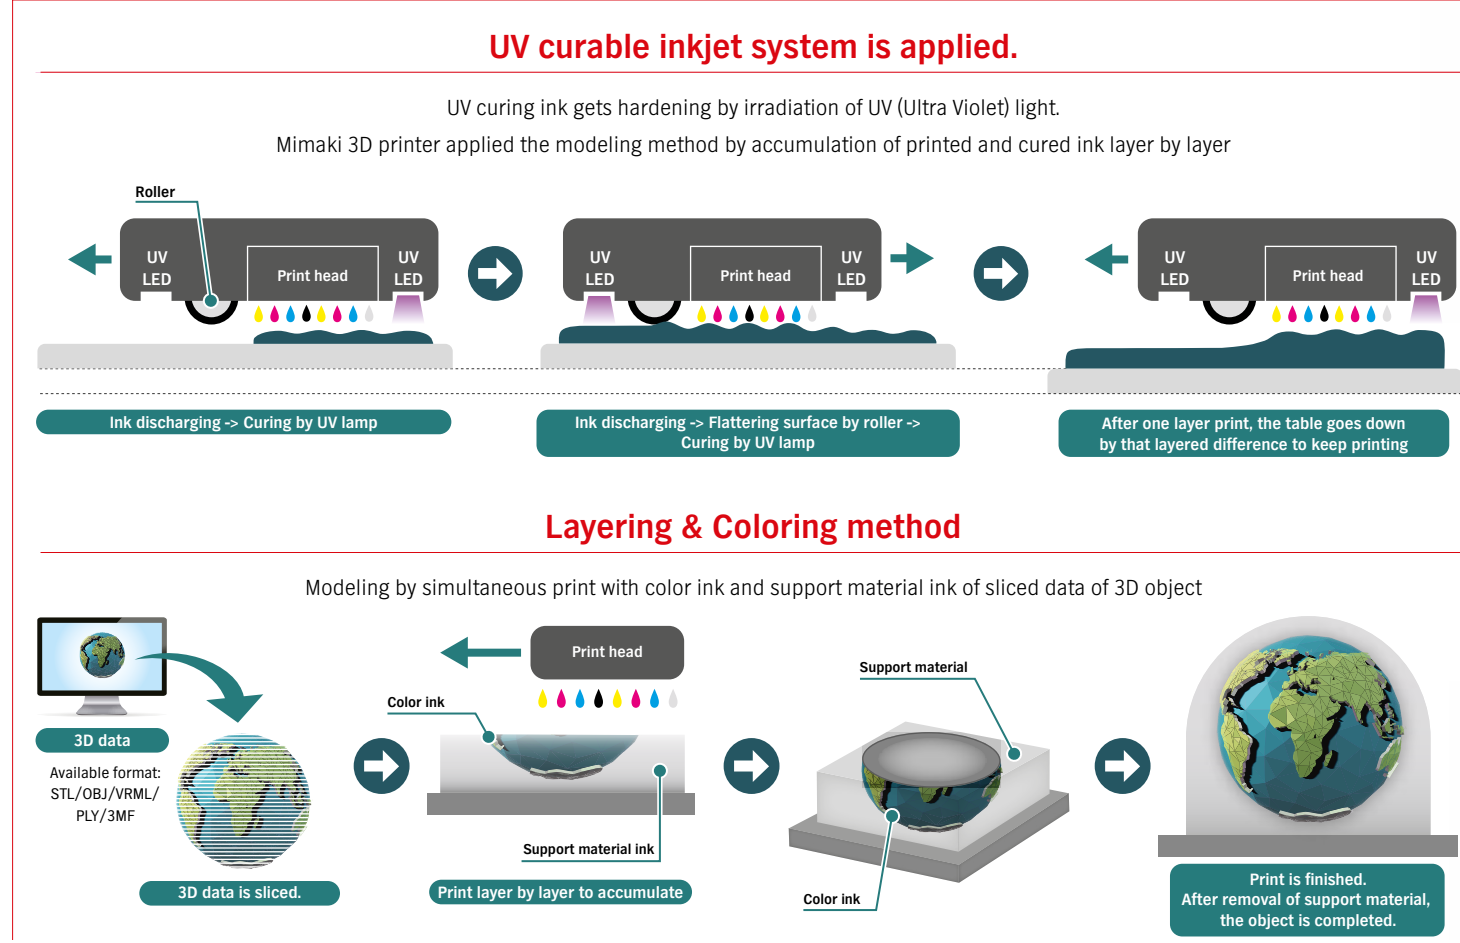 UV curable inkjet system is applied.
UV curing ink gets hardening by irradiation of UV (Ultra Violet) light.
Mimaki 3D printer applied the modeling method by accumulation of printed and cured ink layer by layer
Roller
UV
LED
Print head
UV
LED
UV
LED
Print head
UV
LED
UV
LED
Print head
UV
LED
Ink discharging -> Curing by UV lamp
Ink discharging -> Flattering surface by roller ->
Curing by UV lamp
After one layer print, the table goes down
by that layered difference to keep printing
Layering & Coloring method
Modeling by simultaneous print with color ink and support material ink of sliced data of 3D object
3D data
Available format:
STL/OBJ/VRML/
PLY/3MF
3D data is sliced.
Print head
Color ink
Support material ink
Print layer by layer to accumulate
Support material
Color ink
Print is finished.
After removal of support material,
the object is completed.